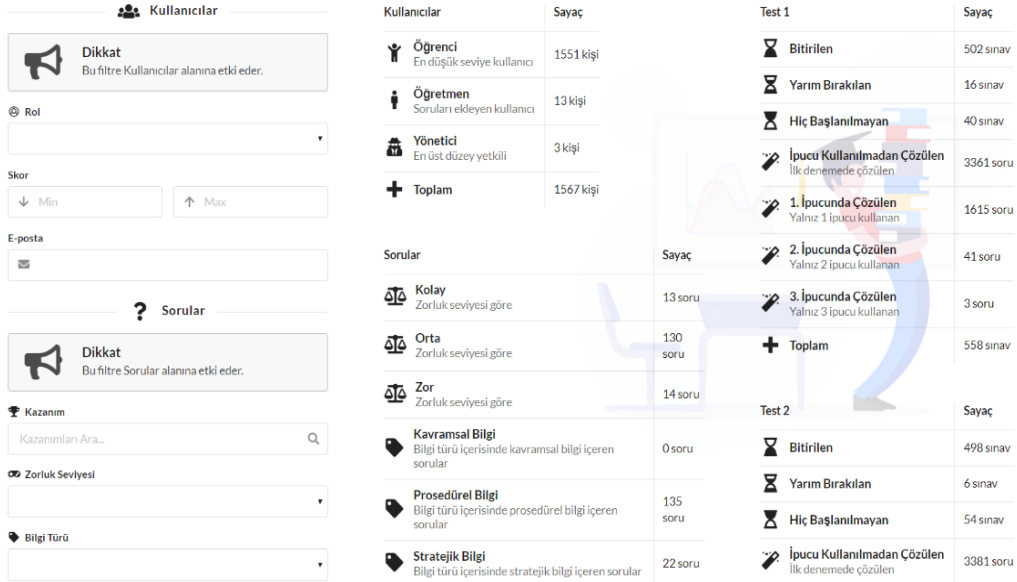 Kullanıcılar
Dikkat
Bu filtre Kullanıcılar alanına etki eder.
Rol
Skor
Min
Max
E-posta
Sorular
Dikkat
Bu filtre Sorular alanına etki eder.
Kazanım
Kazanımları Ara...
Zorluk Seviyesi
Bilgi Türü
Kullanıcılar Sayaç
Öğrenci
En düşük seviye kullanıcı
1551 kişi
Öğretmen
Soruları ekleyen kullanıcı
13 kişi
Yönetici
En üst düzey yetkili
3 kişi
Toplam 1567 kişi
Sorular Sayaç
Kolay
Zorluk seviyesi göre
13 soru
Orta
Zorluk seviyesi göre
130
soru
Zor
Zorluk seviyesi göre
14 soru
Kavramsal Bilgi
Bilgi türü içerisinde kavramsal bilgi içeren
sorular
0 soru
Prosedürel Bilgi
Bilgi türü içerisinde prosedürel bilgi içeren
sorular
135
soru
Stratejik Bilgi
Bilgi türü içerisinde stratejik bilgi içeren sorular
22 soru
Test 1 Sayaç
Bitirilen 502 sınav
Yarım Bırakılan 16 sınav
Hiç Başlanılmayan 40 sınav
İpucu Kullanılmadan Çözülen
İlk denemede çözülen
3361 soru
1. İpucunda Çözülen
Yalnız 1 ipucu kullanan
1615 soru
2. İpucunda Çözülen
Yalnız 2 ipucu kullanan
41 soru
3. İpucunda Çözülen
Yalnız 3 ipucu kullanan
3 soru
Toplam 558 sınav
Test 2 Sayaç
Bitirilen 498 sınav
Yarım Bırakılan 6 sınav
Hiç Başlanılmayan 54 sınav
İpucu Kullanılmadan Çözülen
İlk denemede çözülen
3381 soru